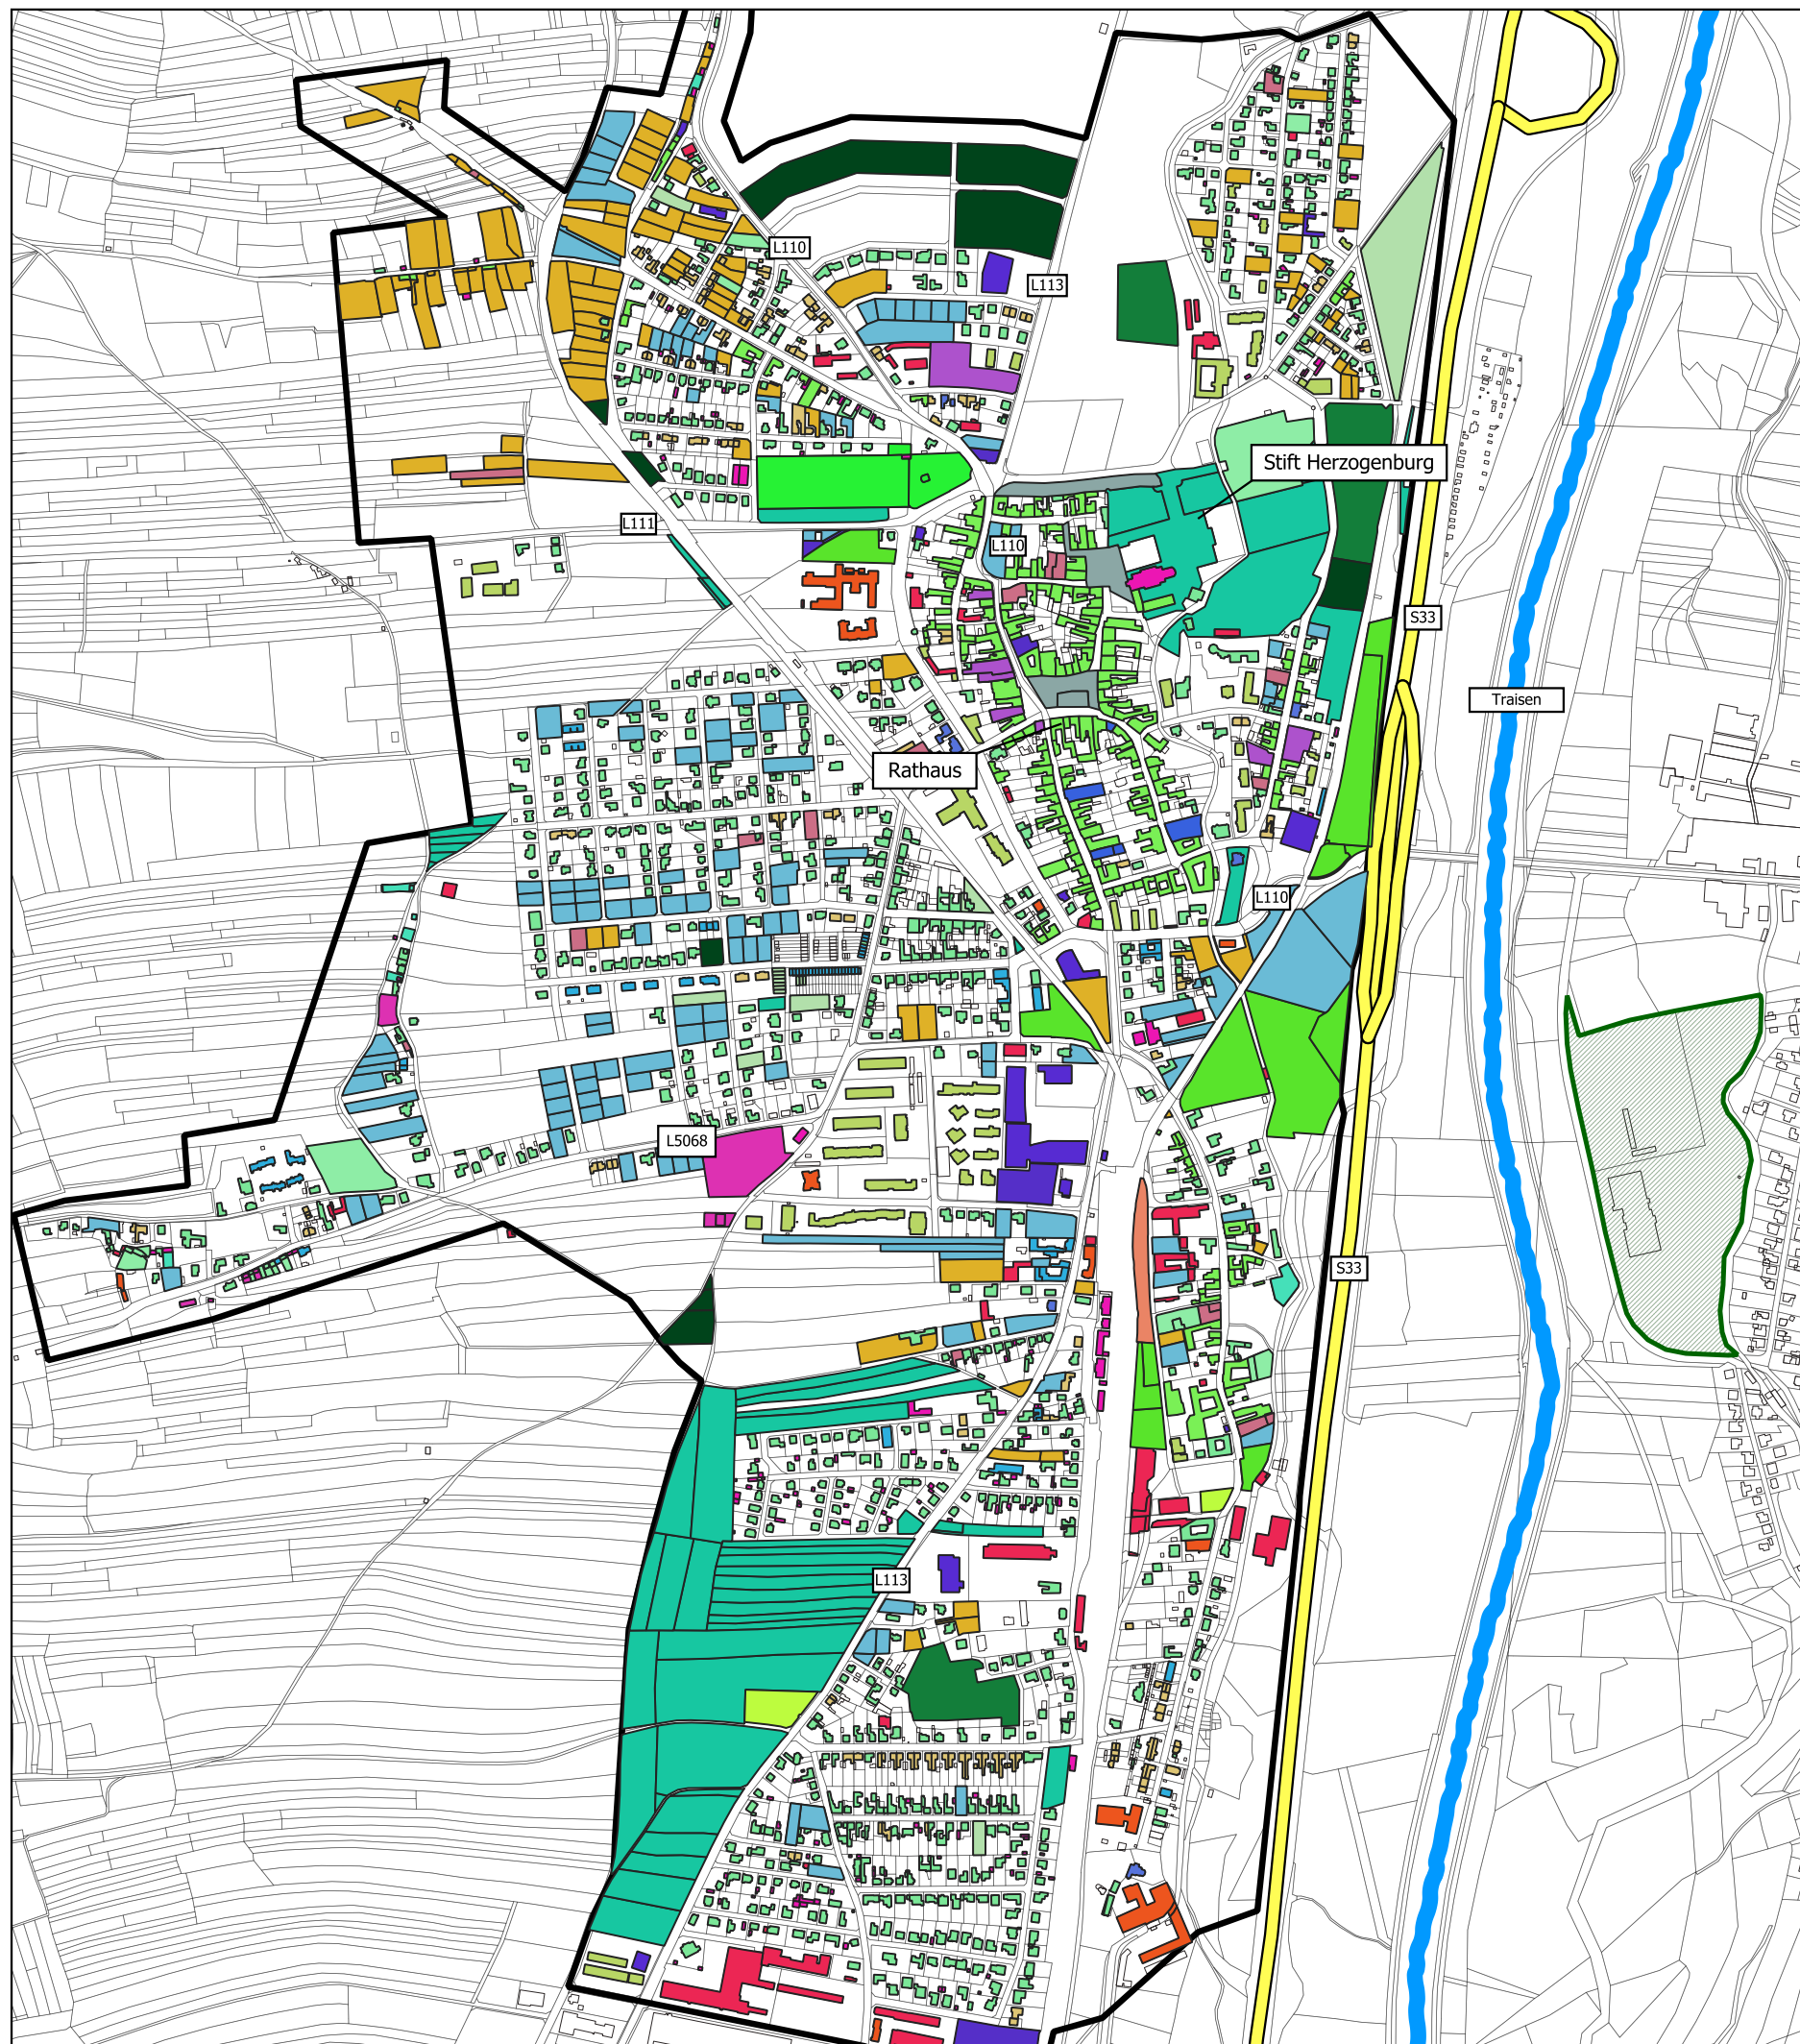 L110
L113
Stift Herzogenburg
L111
L110
S33
Traisen
Rathaus
L110
L5068
S33
L113